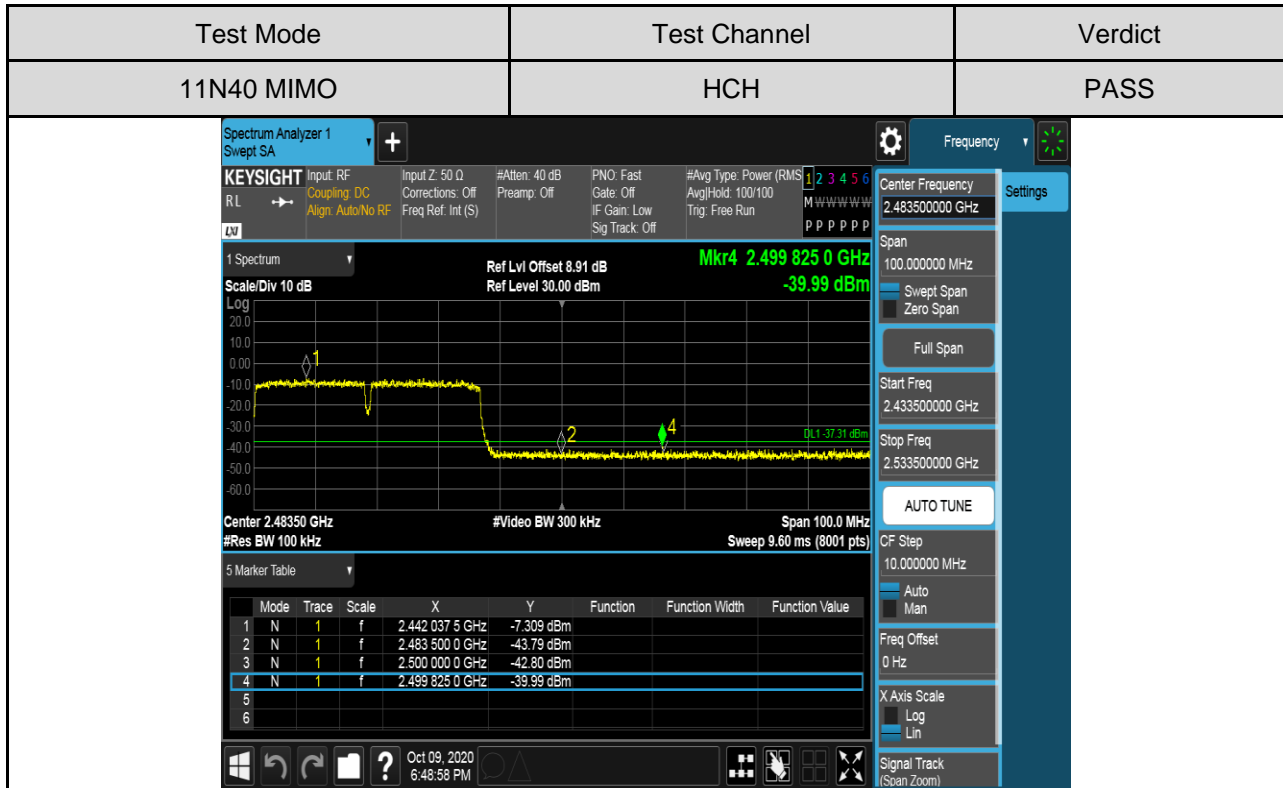 Test Mode Test Channel Verdict
11N40 MIMO HCH PASS
Spectrum Analyzer 1
Swept SA
+
Frequency
KEYSIGHT
RL
LXI
Input: RF
Coupling: DC
Align: Auto/No RF
Input Z: 50 Ω
Corrections: Off
Freq Ref: Int (S)
#Atten: 40 dB
Preamp: Off
PNO: Fast
Gate: Off
IF Gain: Low
Sig Track: Off
#Avg Type: Power (RMS
Avg|Hold: 100/100
Trig: Free Run
1 2 3 4 5 6
M W W W W W
P P P P P P
1 Spectrum
Scale/Div 10 dB
Ref Lvl Offset 8.91 dB
Ref Level 30.00 dBm
Mkr4 2.499 825 0 GHz
-39.99 dBm
Log
20.0
10.0
0.00
-10.0
-20.0
-30.0
-40.0
-50.0
-60.0
1
2
4
DL1 -37.31 dBm
Center 2.48350 GHz #Video BW 300 kHz Span 100.0 MHz
#Res BW 100 kHz Sweep 9.60 ms (8001 pts)
5 Marker Table
Mode Trace Scale X Y Function Function Width Function Value
1 N 1 f 2.442 037 5 GHz -7.309 dBm
2 N 1 f 2.483 500 0 GHz -43.79 dBm
3 N 1 f 2.500 000 0 GHz -42.80 dBm
4 N 1 f 2.499 825 0 GHz -39.99 dBm
5
6
?
Oct 09, 2020
6:48:58 PM
Center Frequency
2.483500000 GHz
Settings
Span
100.000000 MHz
Swept Span
Zero Span
Full Span
Start Freq
2.433500000 GHz
Stop Freq
2.533500000 GHz
AUTO TUNE
CF Step
10.000000 MHz
Auto
Man
Freq Offset
0 Hz
X Axis Scale
Log
Lin
Signal Track
(Span Zoom)